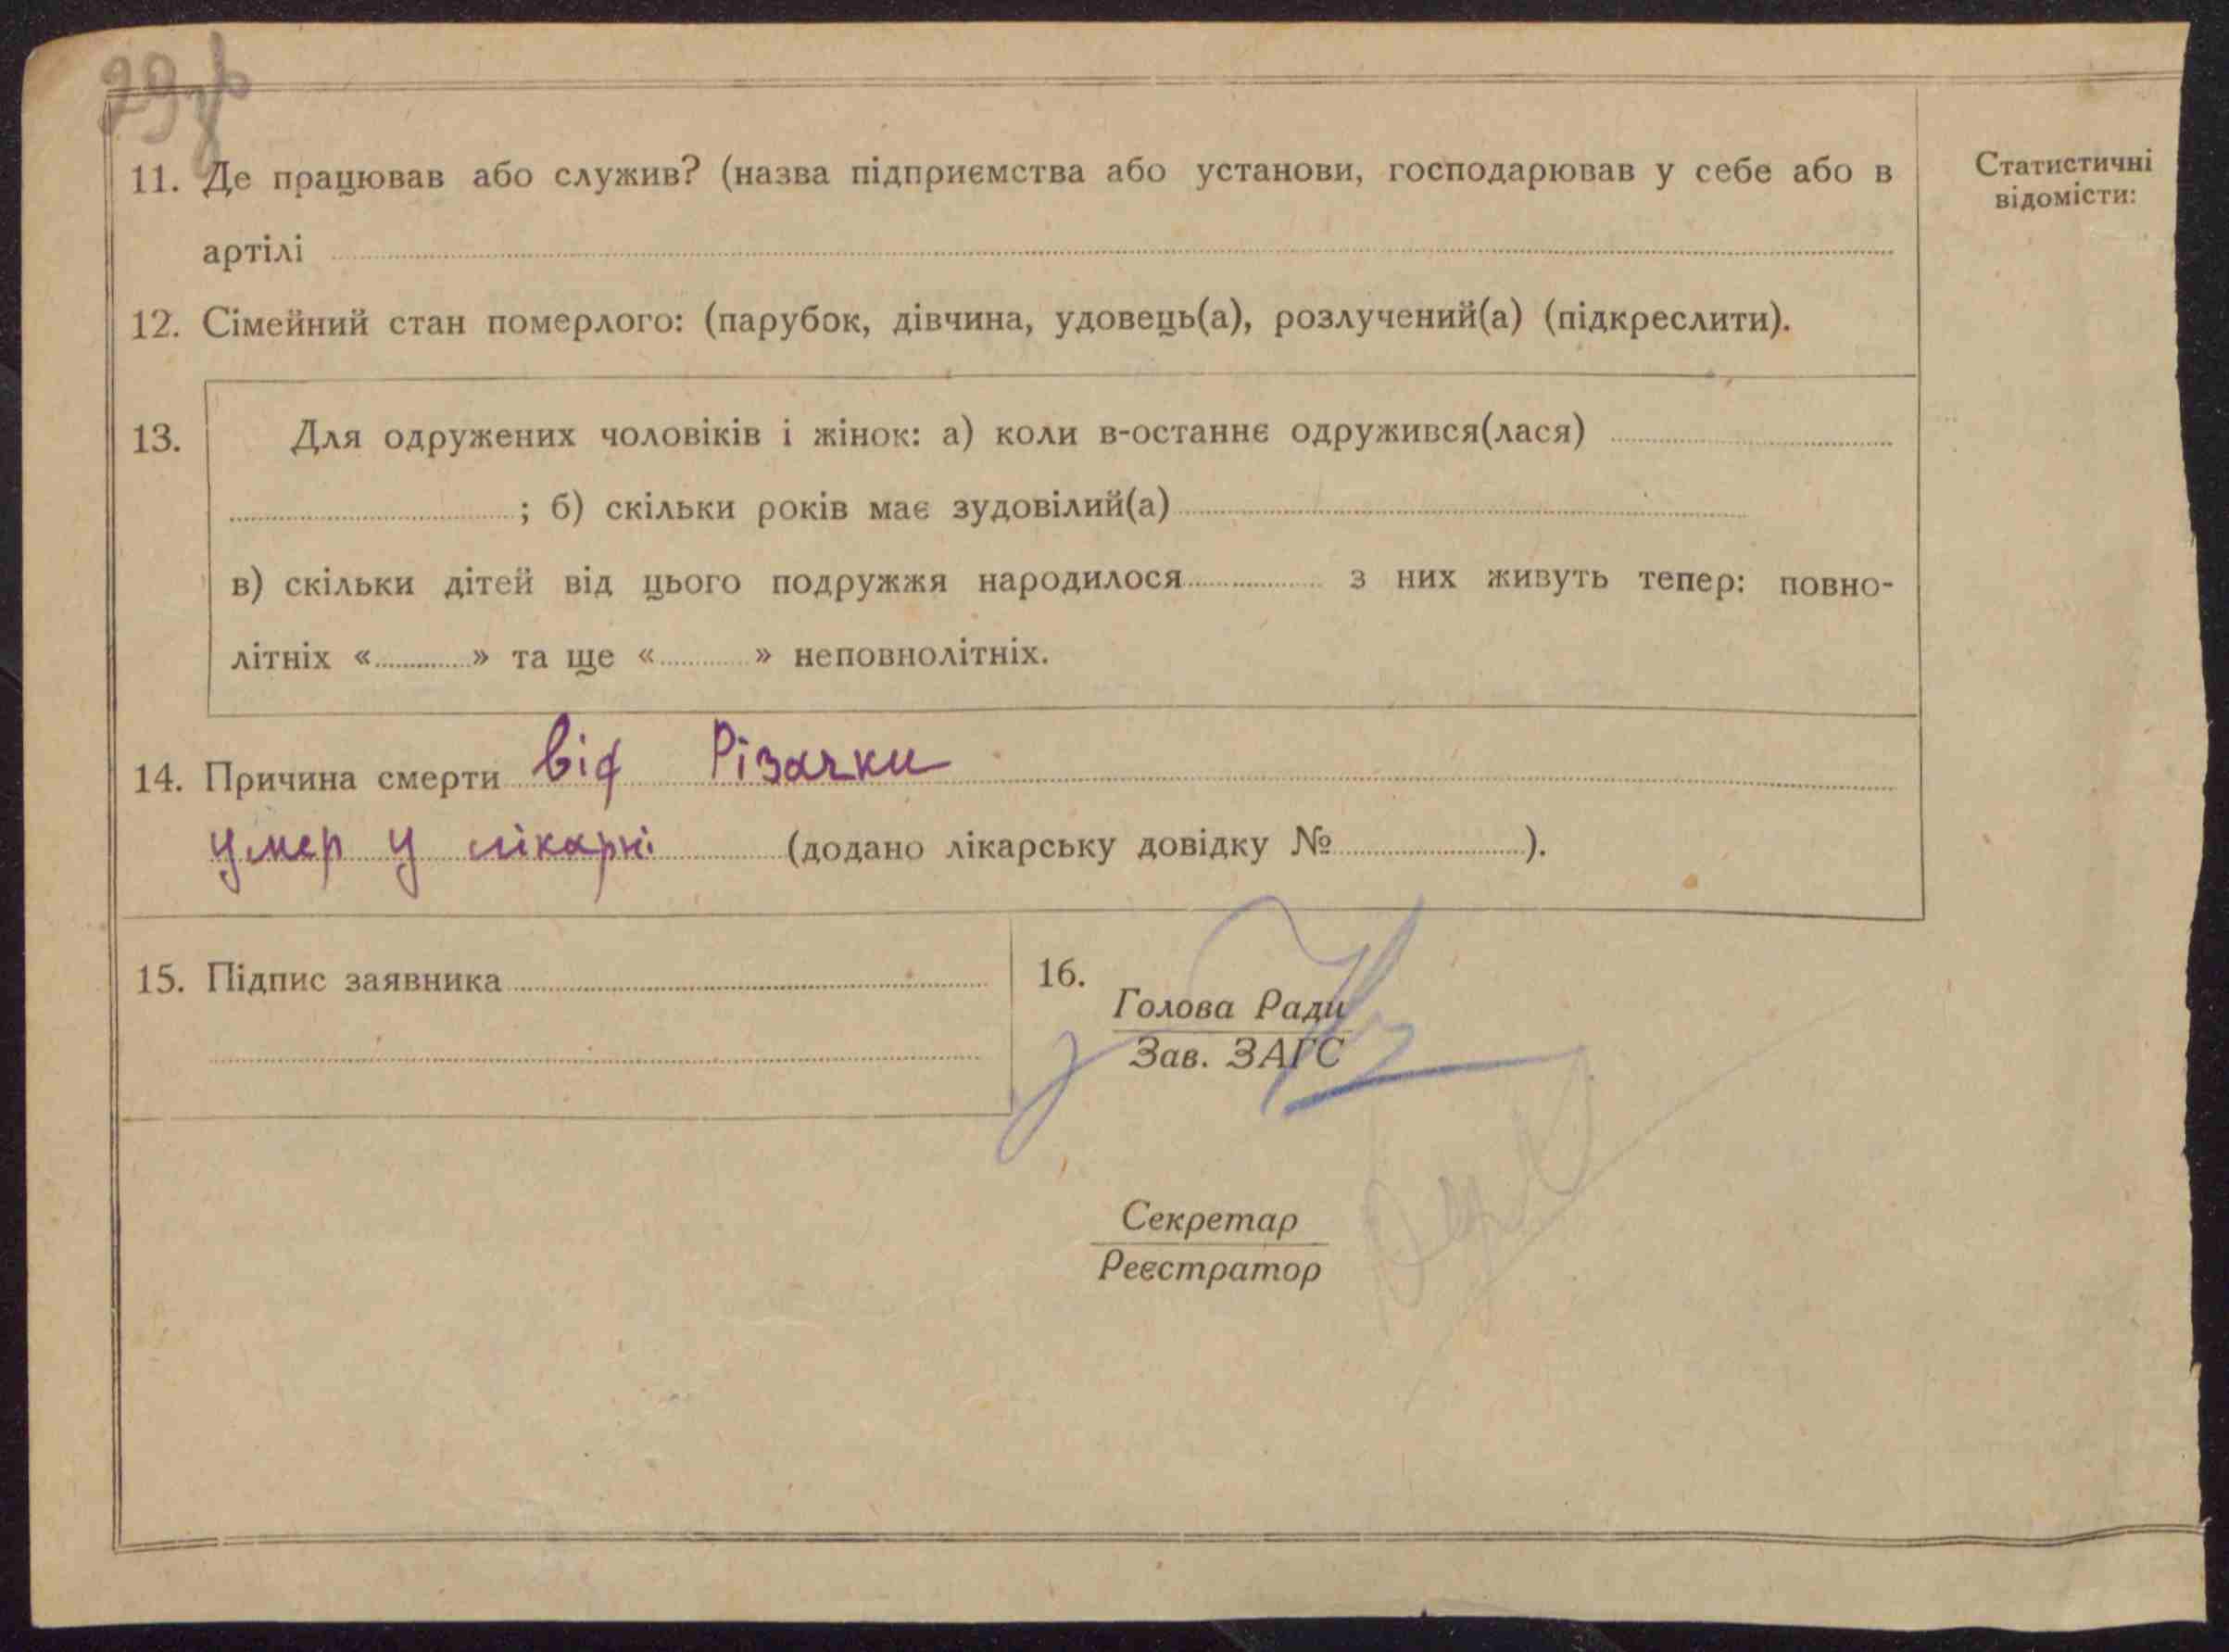 29
11. Де працював або служив? (назва підприємства або установи, господарював у себе або в
Статистичні
відомісти:
артілі
12. Сімейний стан померлого: (парубок, дівчина, удовець(а), розлучений(а) (підкреслити).
13. Для одружених чоловіків і жінок: а) коли в-останнє одружився(лася)
; б) скільки років має зудовілий(а)
в) скільки дітей від цього подружжя народилося з них живуть тепер: повно-
літніх « » та ще « » неповнолітніх.
14. Причина смерти від Різачки
умер у лікарні (додано лікарську довідку № ).
15. Підпис заявника
16.
Голова Ради
Зав. ЗАГС
Секретар
Реєстратор